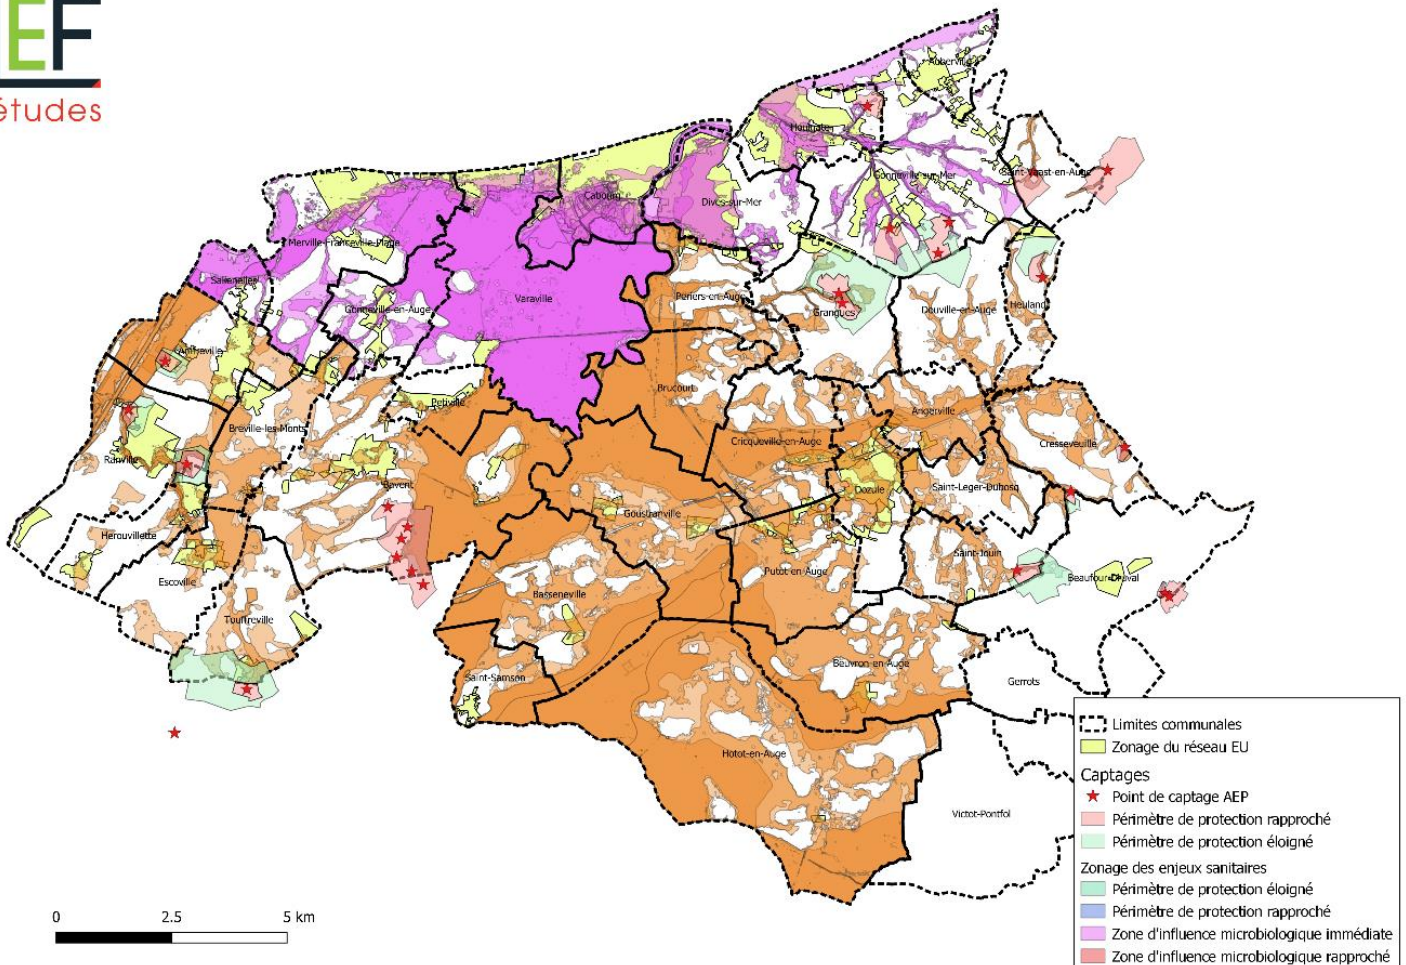 EF
études
Auberville
Houlgate
Gonneville-sur-Mer
Saint-Vaast-en-Auge
Cabourg
Dives-sur-Mer
Merville-Franceville-Plage
Sallenelles
Varaville
Gonneville-en-Auge
Périers-en-Auge
Grangues
Douville-en-Auge
Heuland
Amfreville
Brucourt
Petiville
Angerville
Bréville-les-Monts
Cricqueville-en-Auge
Cresseveuille
Ranville
Bavent
Dozulé
Saint-Leger-Dubosq
Goustranville
Herouvillette
Saint-Jouin
Escoville
Putot-en-Auge
Beaufour-Druval
Basseneville
Touffreville
Beuvron-en-Auge
Saint-Samson
Gerrots
Hotot-en-Auge
Victot-Pontfol
Limites communales
Zonage du réseau EU
Captages
Point de captage AEP
Périmètre de protection rapproché
Périmètre de protection éloigné
Zonage des enjeux sanitaires
Périmètre de protection éloigné
Périmètre de protection rapproché
Zone d'influence microbiologique immédiate
Zone d'influence microbiologique rapproché
0 2.5 5 km